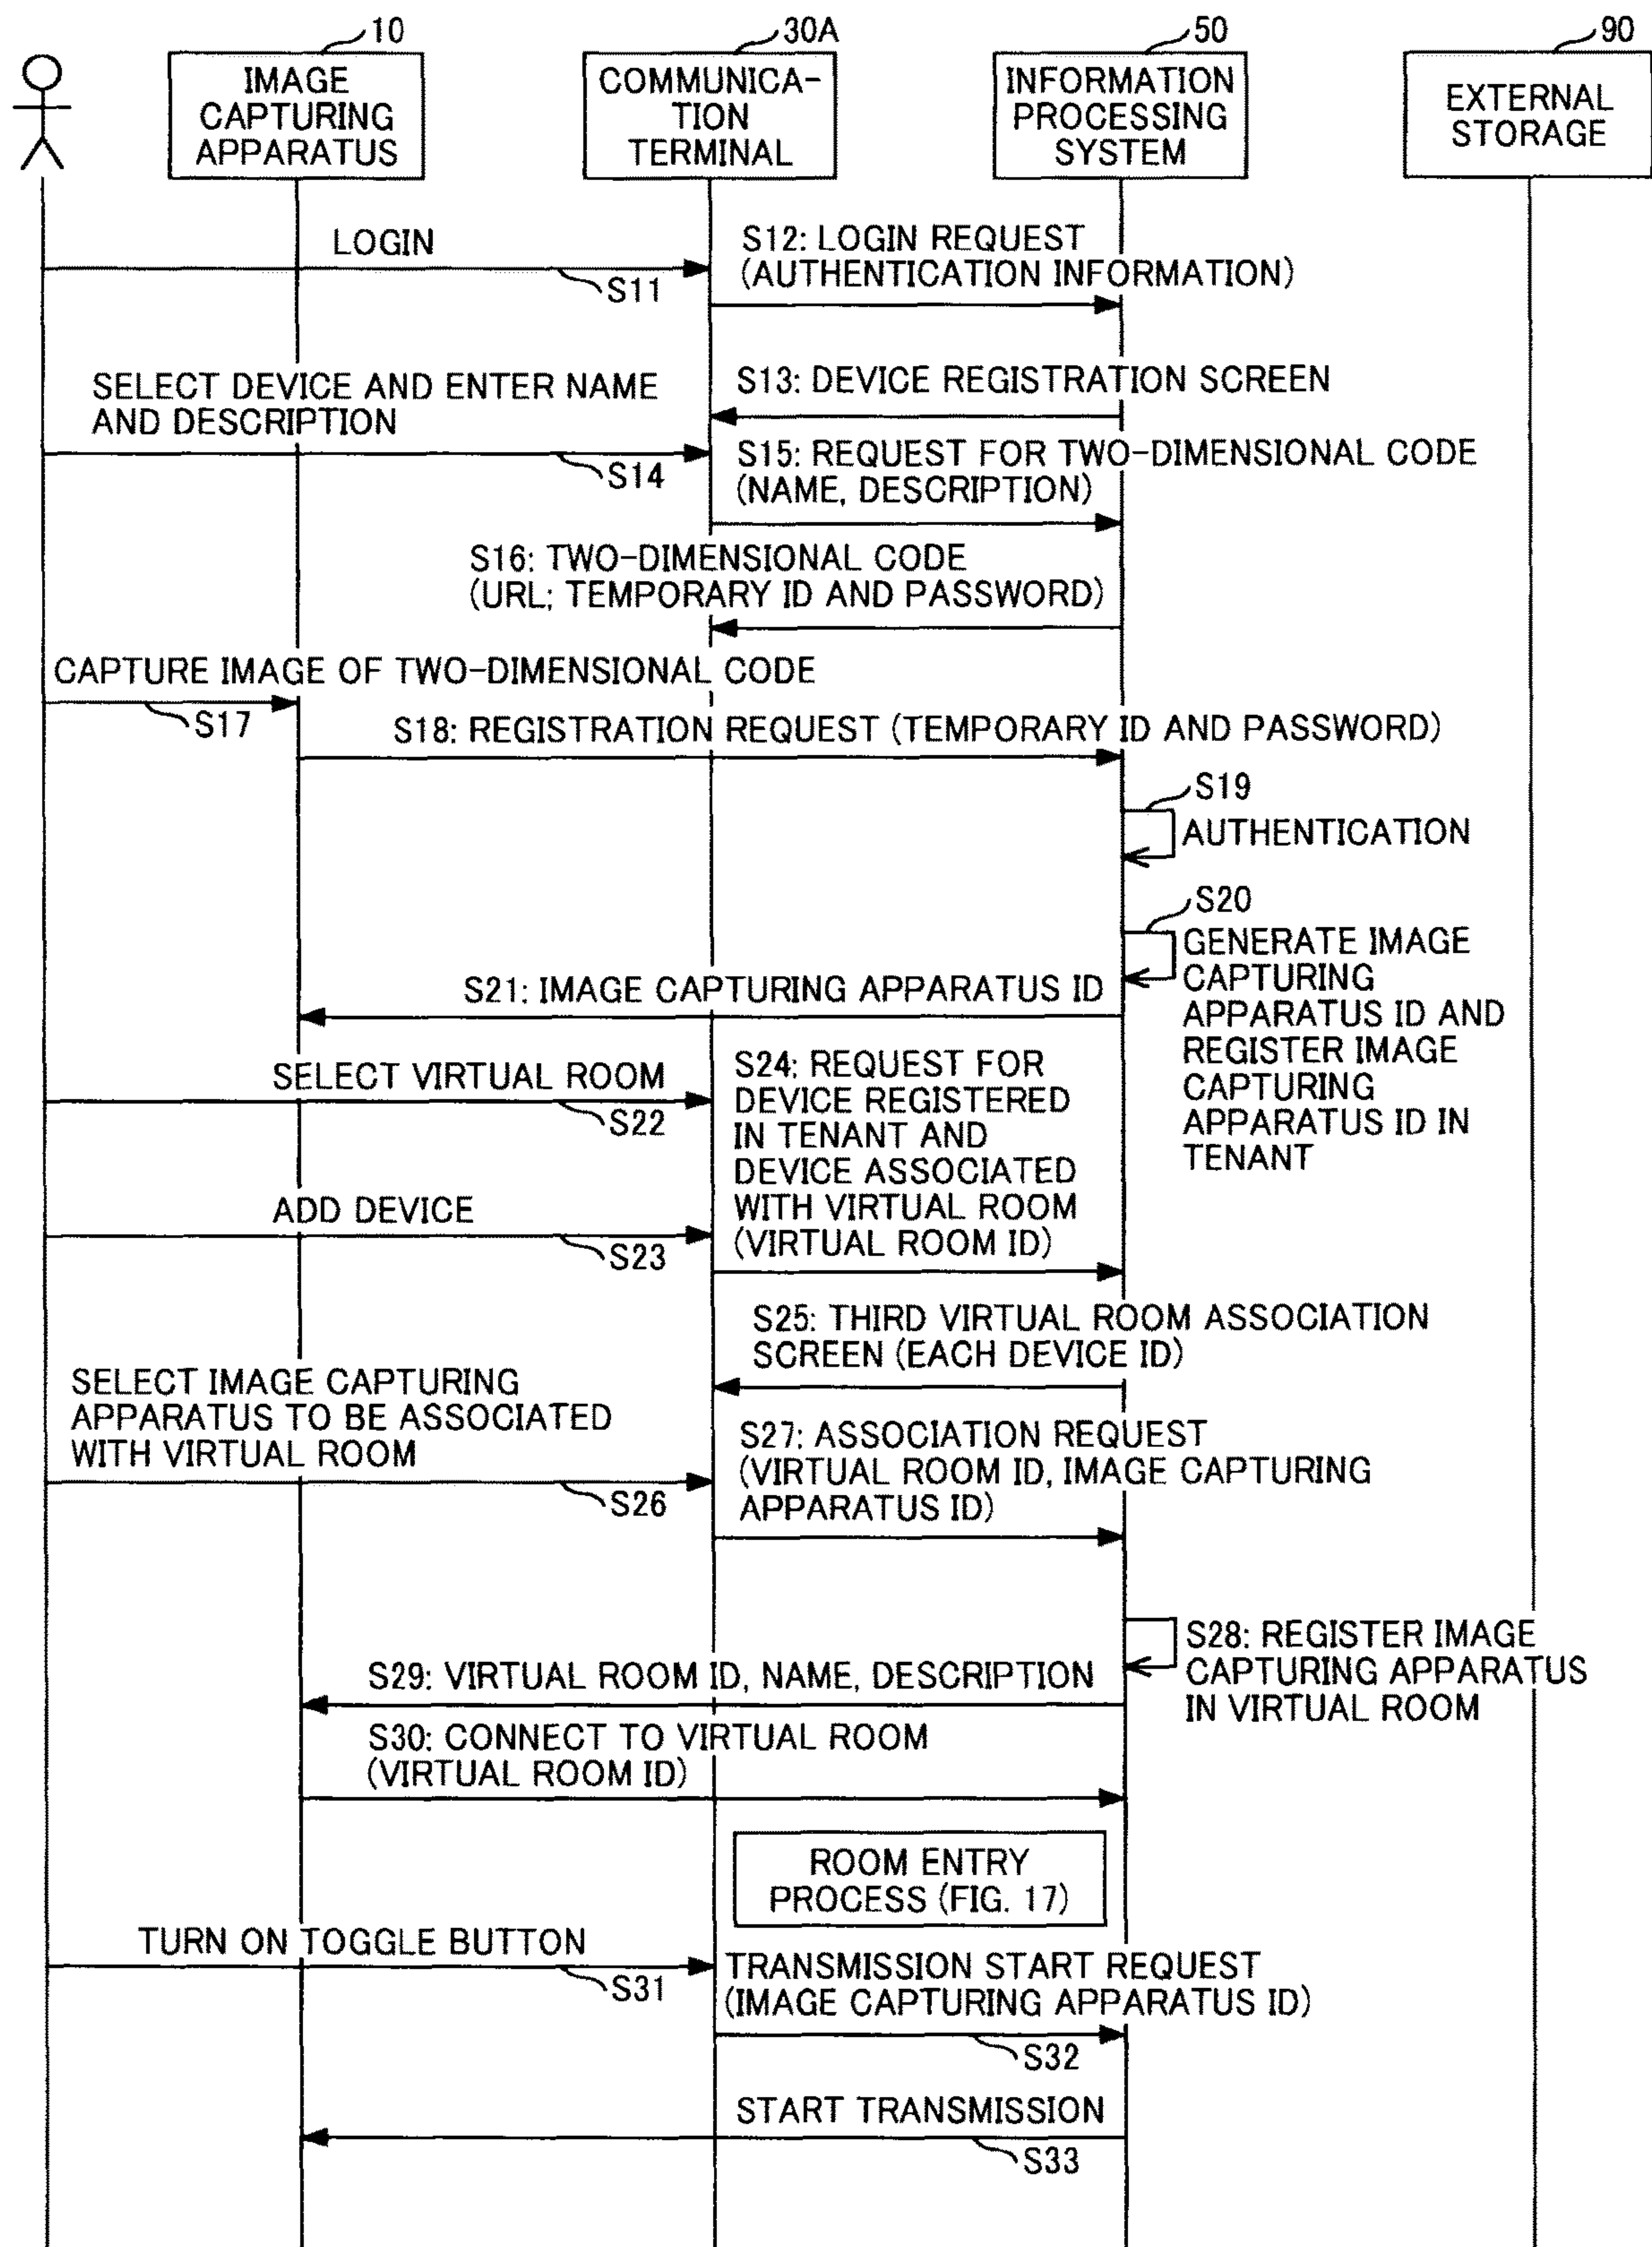 10
30A
50
90
IMAGE
CAPTURING
APPARATUS
COMMUNICA-
TION
TERMINAL
INFORMATION
PROCESSING
SYSTEM
EXTERNAL
STORAGE
LOGIN
S11
S12: LOGIN REQUEST
(AUTHENTICATION INFORMATION)
S13: DEVICE REGISTRATION SCREEN
SELECT DEVICE AND ENTER NAME
AND DESCRIPTION
S14
S15: REQUEST FOR TWO-DIMENSIONAL CODE
(NAME, DESCRIPTION)
S16: TWO-DIMENSIONAL CODE
(URL; TEMPORARY ID AND PASSWORD)
CAPTURE IMAGE OF TWO-DIMENSIONAL CODE
S17
S18: REGISTRATION REQUEST (TEMPORARY ID AND PASSWORD)
S19
AUTHENTICATION
S20
GENERATE IMAGE
CAPTURING
APPARATUS ID AND
REGISTER IMAGE
CAPTURING
APPARATUS ID IN
TENANT
S21: IMAGE CAPTURING APPARATUS ID
SELECT VIRTUAL ROOM
S22
ADD DEVICE
S23
S24: REQUEST FOR
DEVICE REGISTERED
IN TENANT AND
DEVICE ASSOCIATED
WITH VIRTUAL ROOM
(VIRTUAL ROOM ID)
S25: THIRD VIRTUAL ROOM ASSOCIATION
SCREEN (EACH DEVICE ID)
SELECT IMAGE CAPTURING
APPARATUS TO BE ASSOCIATED
WITH VIRTUAL ROOM
S26
S27: ASSOCIATION REQUEST
(VIRTUAL ROOM ID, IMAGE CAPTURING
APPARATUS ID)
S28: REGISTER IMAGE
CAPTURING APPARATUS
IN VIRTUAL ROOM
S29: VIRTUAL ROOM ID, NAME, DESCRIPTION
S30: CONNECT TO VIRTUAL ROOM
(VIRTUAL ROOM ID)
ROOM ENTRY
PROCESS (FIG. 17)
TURN ON TOGGLE BUTTON
S31
TRANSMISSION START REQUEST
(IMAGE CAPTURING APPARATUS ID)
S32
START TRANSMISSION
S33